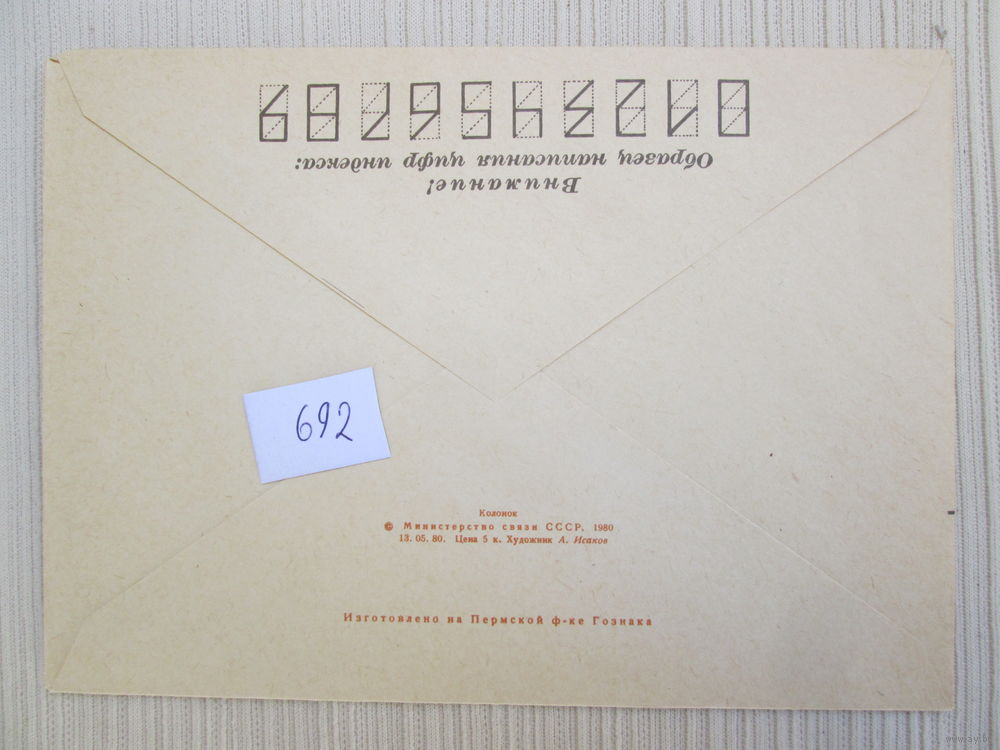 Внимание!
Образец написания цифр индекса:
0123456789
692
Колонок
© Министерство связи СССР, 1980
13. 05. 80. Цена 5 к. Художник А. Исаков
Изготовлено на Пермской ф-ке Гознака